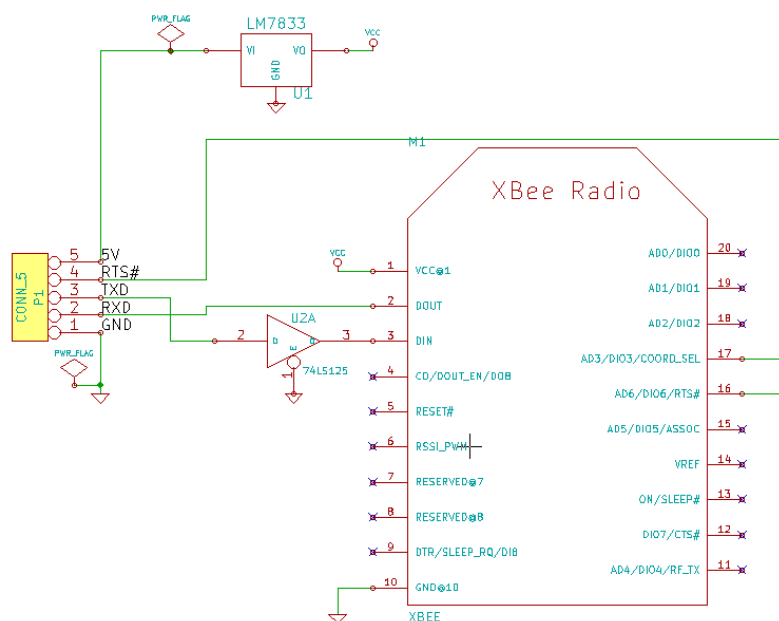 PWR_FLAG
LM7833
VCC
VI
VO
GND
U1
M1
XBee Radio
CONN_5
P1
5 5V
4 RTS#
3 TXD
2 RXD
1 GND
PWR_FLAG
VCC
U2A
2
D
Q
E
3
1
74LS125
1 VCC@1
2 DOUT
3 DIN
4 CD/DOUT_EN/DO8
5 RESET#
6 RSSI_PWM
7 RESERVED@7
8 RESERVED@8
9 DTR/SLEEP_RQ/DI8
10 GND@10
AD0/DIO0 20
AD1/DIO1 19
AD2/DIO2 18
AD3/DIO3/COORD_SEL 17
AD6/DIO6/RTS# 16
AD5/DIO5/ASSOC 15
VREF 14
ON/SLEEP# 13
DIO7/CTS# 12
AD4/DIO4/RF_TX 11
XBEE